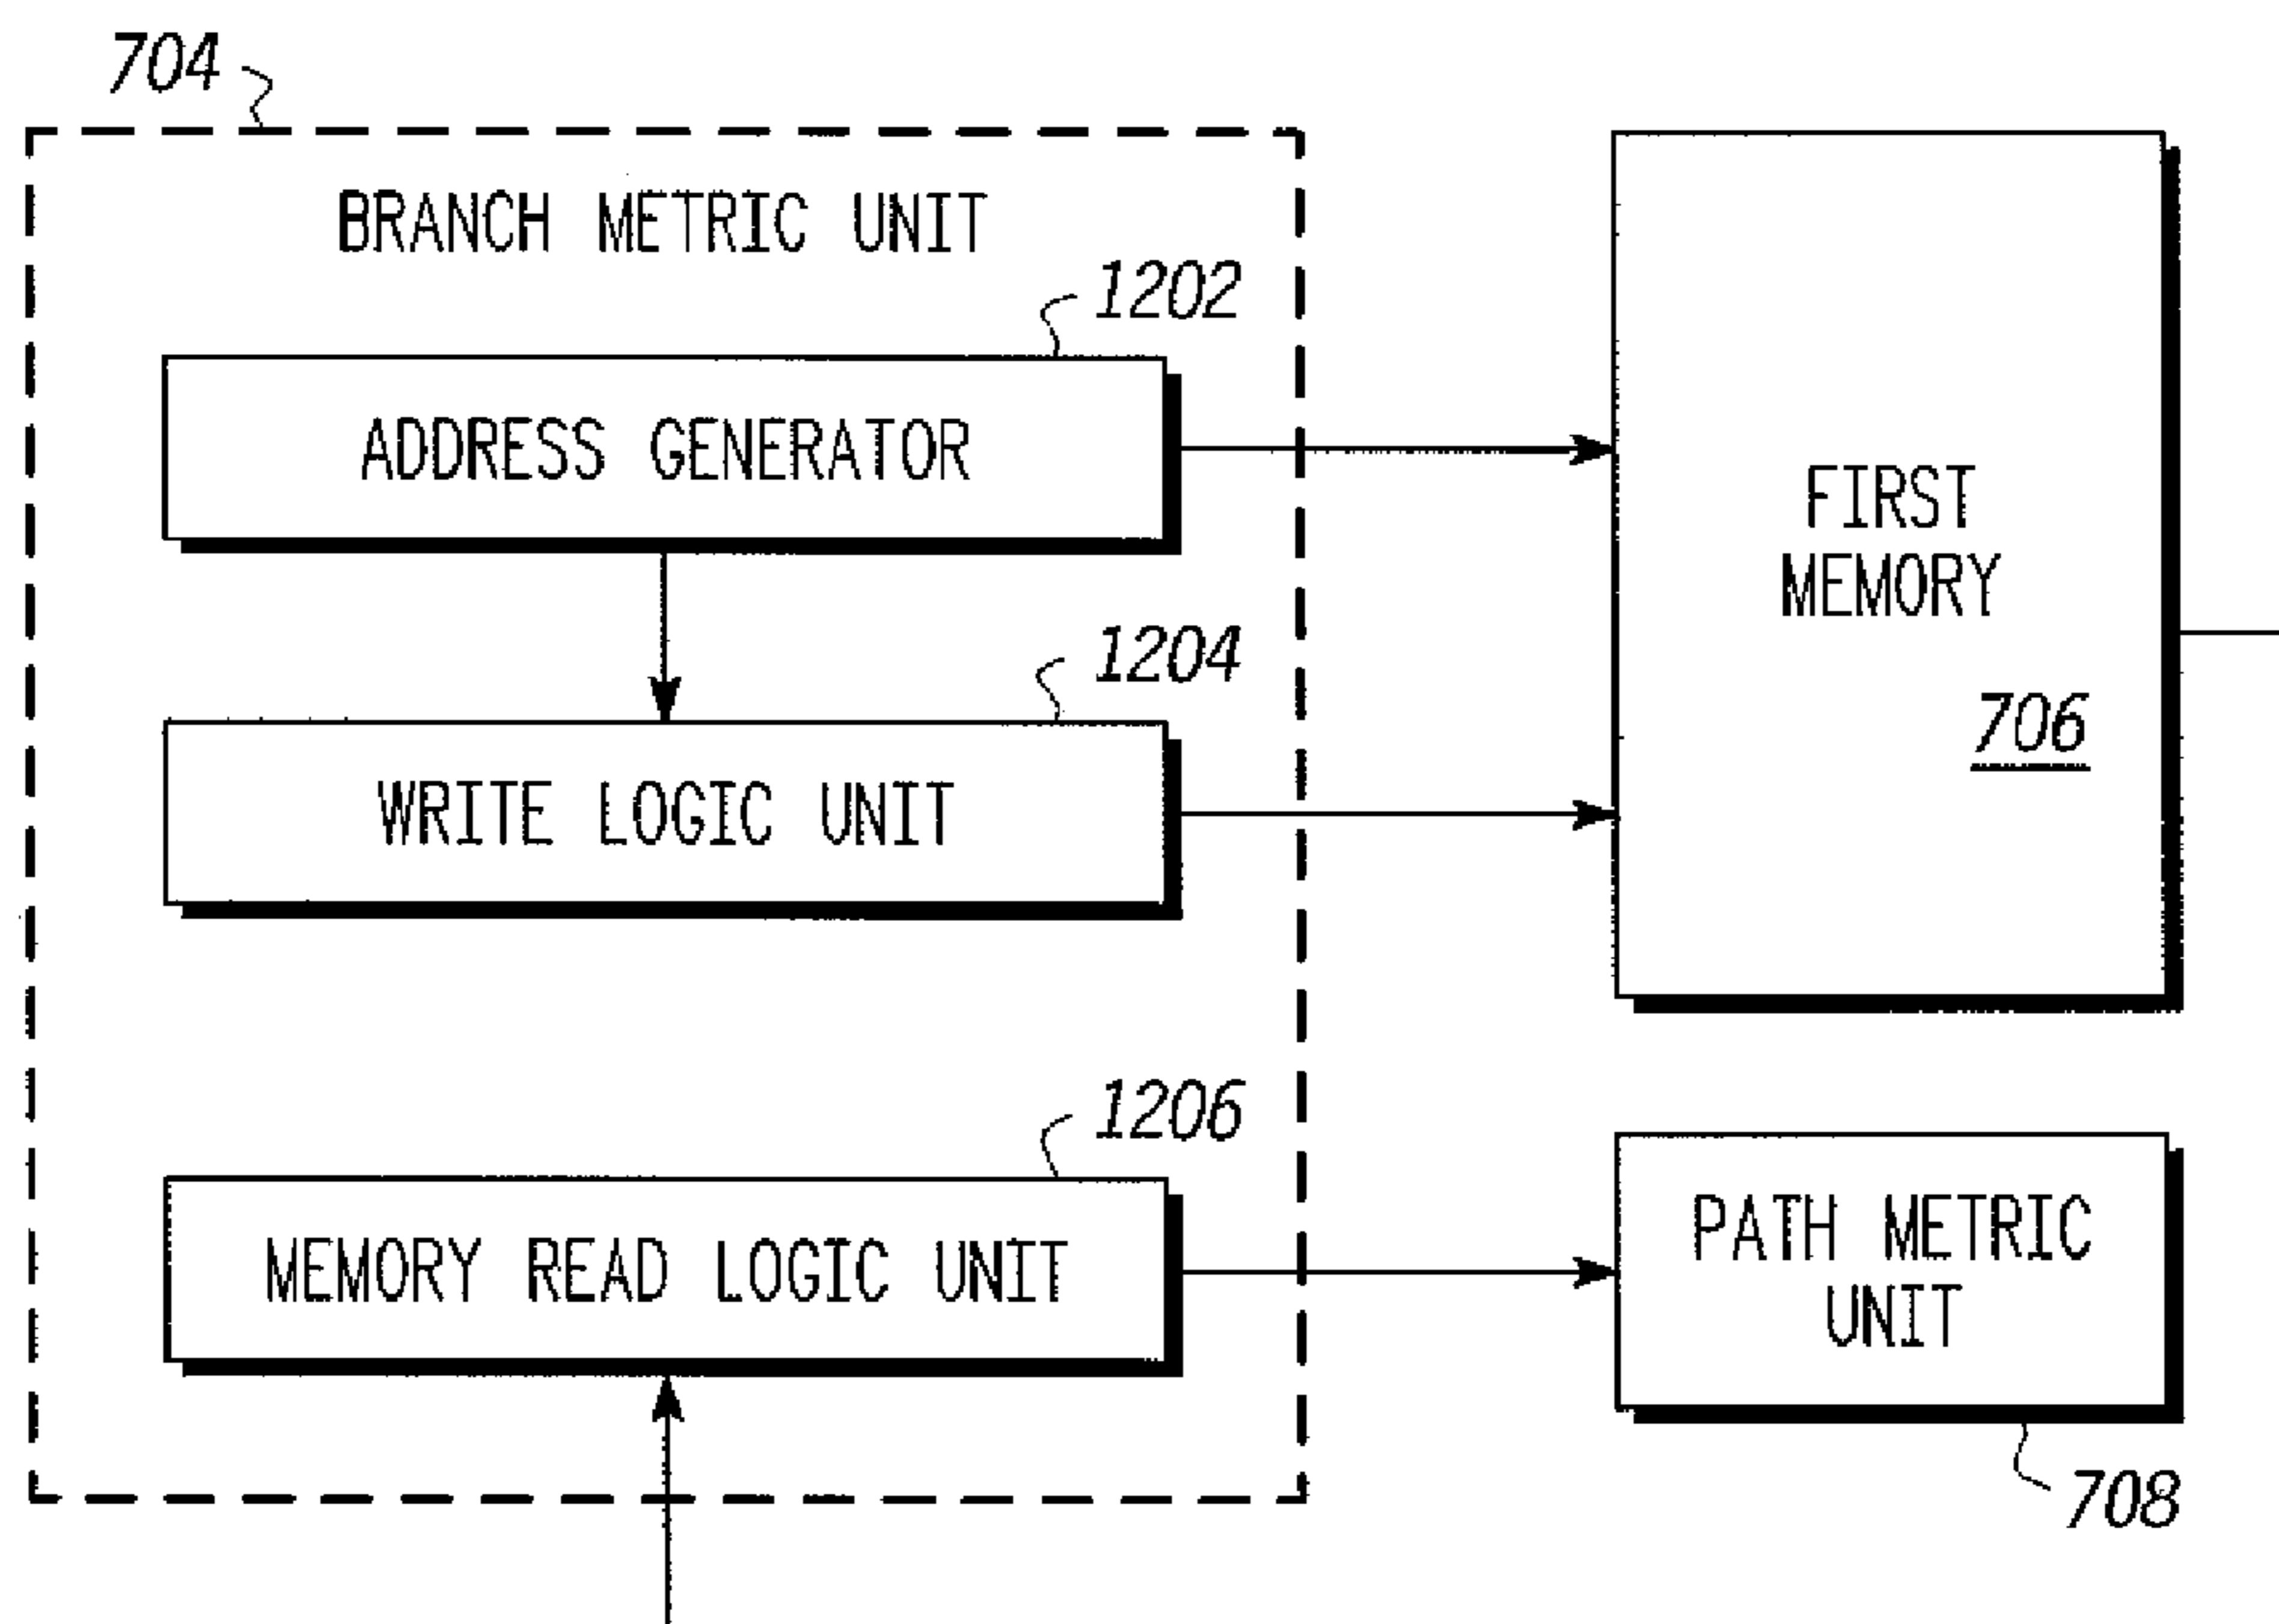 704
BRANCH METRIC UNIT
1202
ADDRESS GENERATOR
FIRST
MEMORY
1204
706
WRITE LOGIC UNIT
1206
MEMORY READ LOGIC UNIT
PATH METRIC
UNIT
708